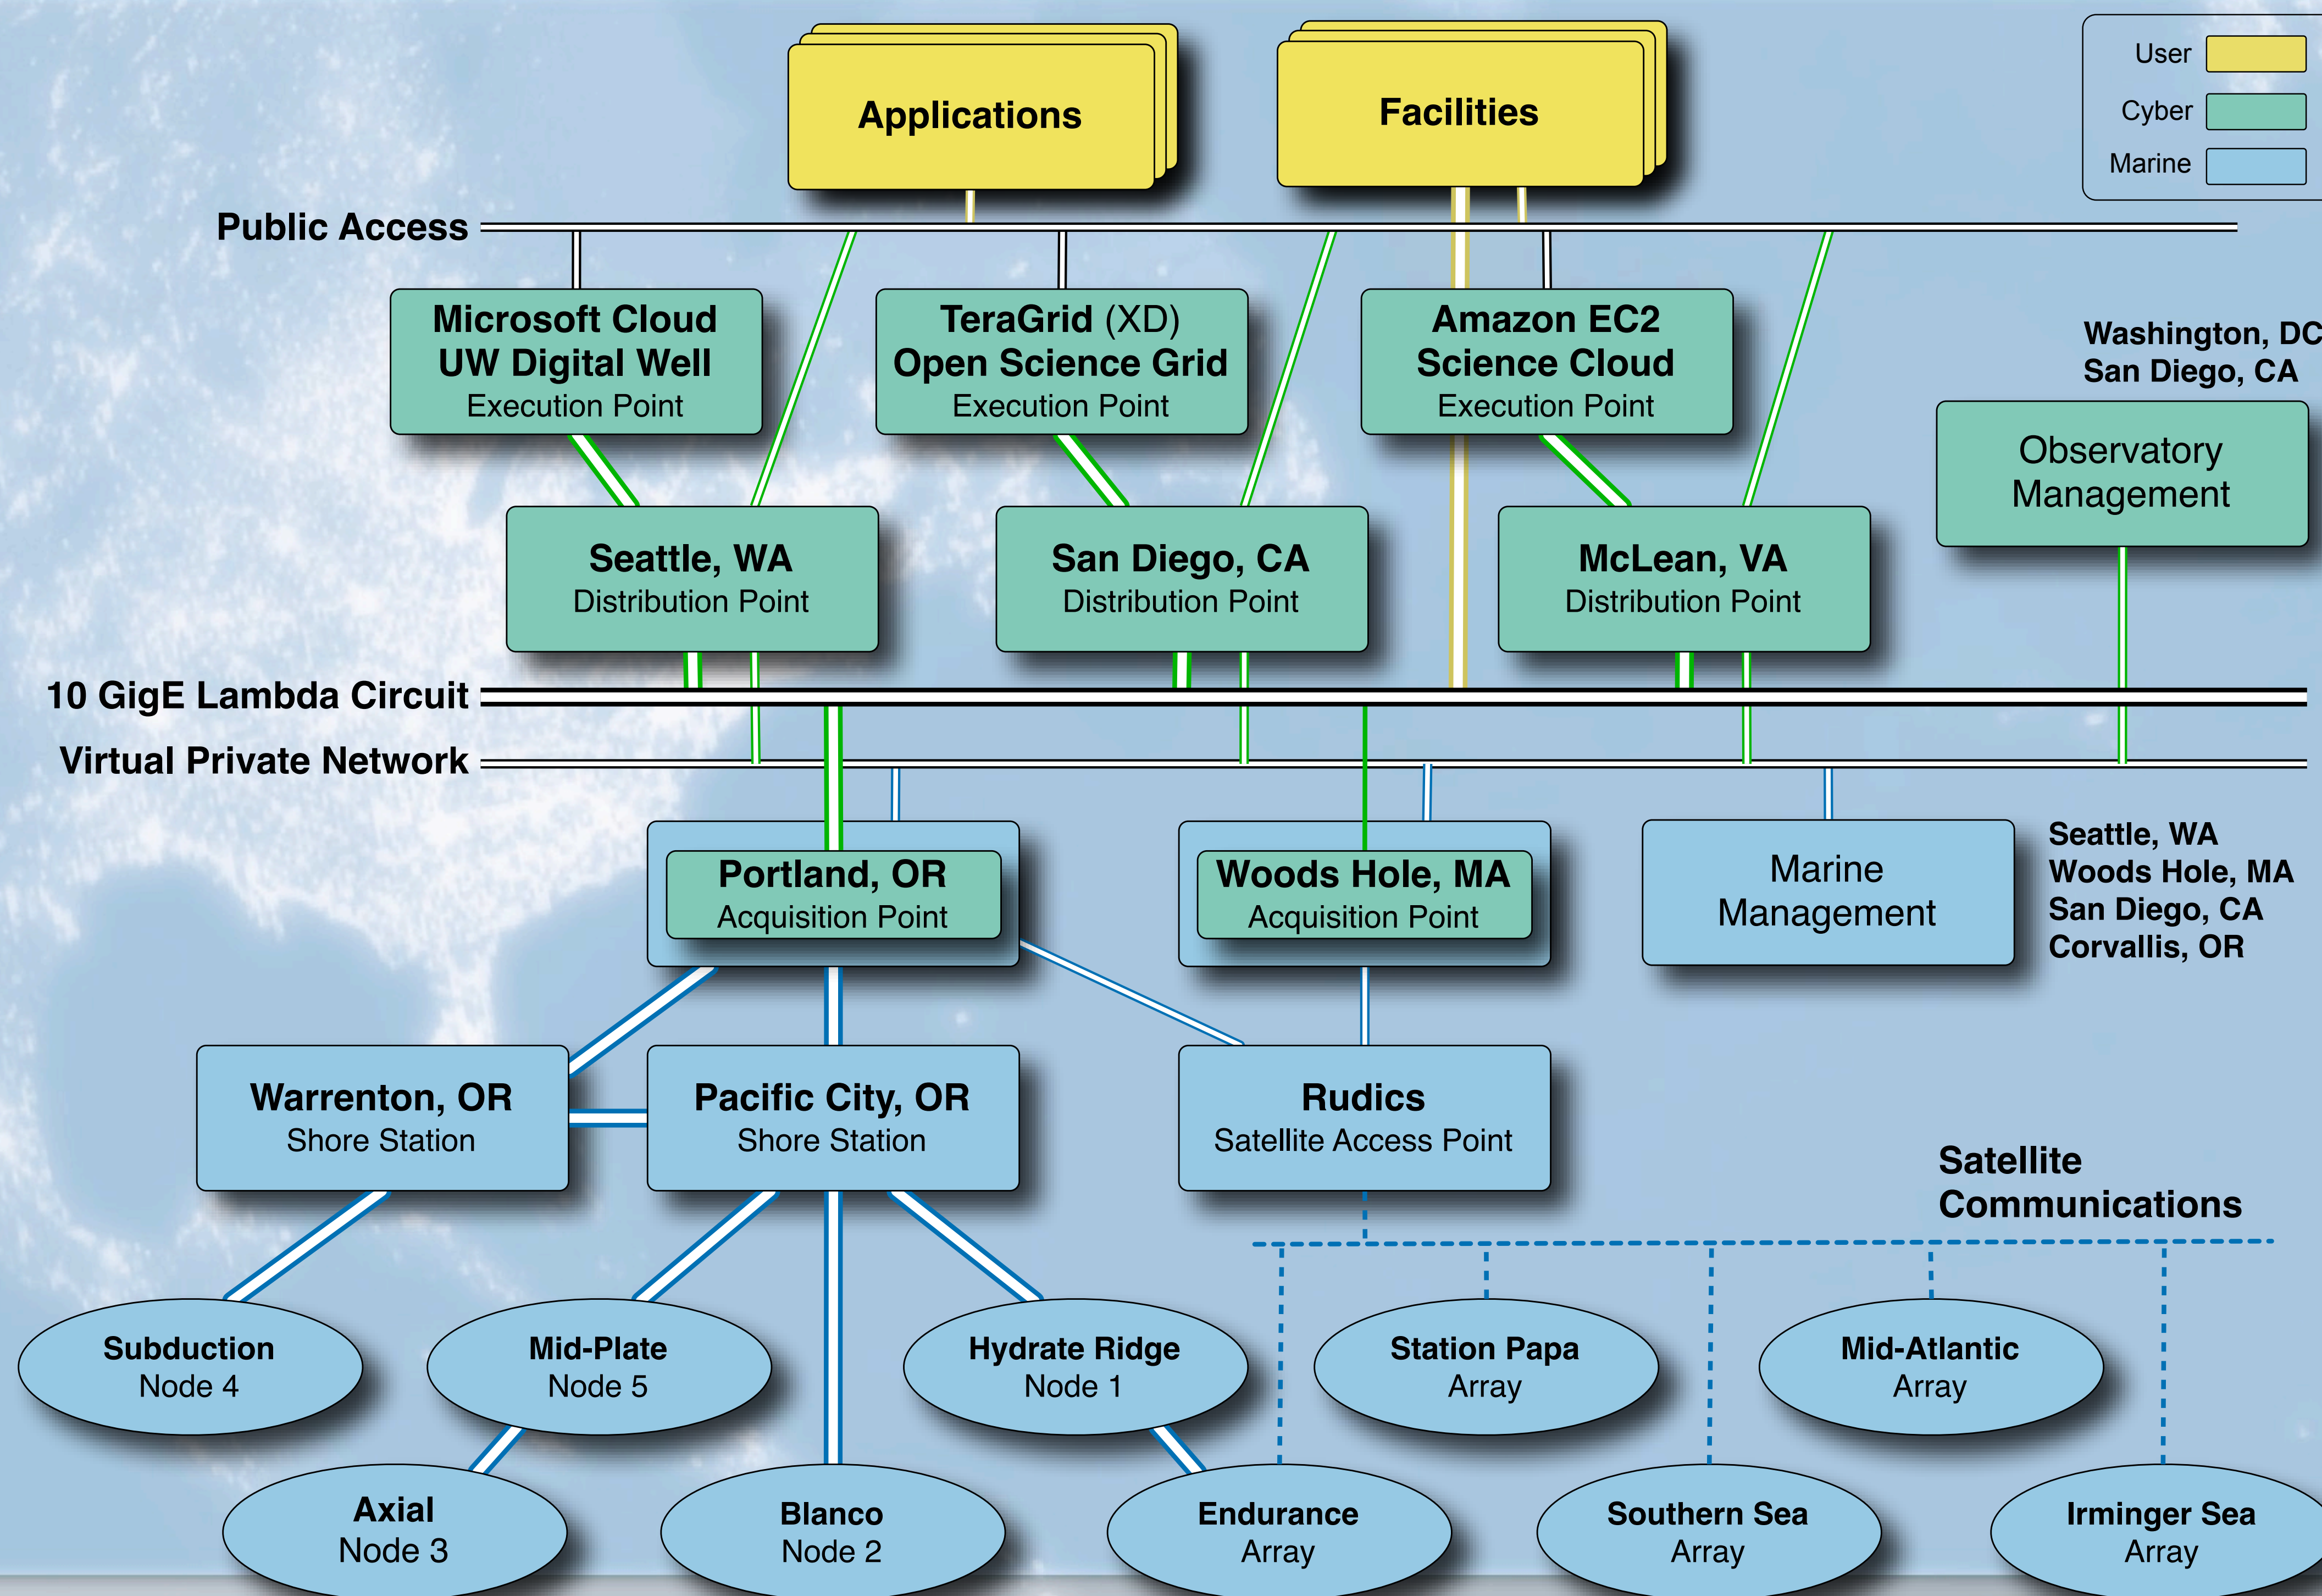 Applications
Facilities
User
Cyber
Marine
Public Access
Microsoft Cloud
UW Digital Well
Execution Point
TeraGrid (XD)
Open Science Grid
Execution Point
Amazon EC2
Science Cloud
Execution Point
Washington, DC
San Diego, CA
Observatory
Management
Seattle, WA
Distribution Point
San Diego, CA
Distribution Point
McLean, VA
Distribution Point
10 GigE Lambda Circuit
Virtual Private Network
Portland, OR
Acquisition Point
Woods Hole, MA
Acquisition Point
Marine
Management
Seattle, WA
Woods Hole, MA
San Diego, CA
Corvallis, OR
Warrenton, OR
Shore Station
Pacific City, OR
Shore Station
Rudics
Satellite Access Point
Satellite
Communications
Subduction
Node 4
Mid-Plate
Node 5
Hydrate Ridge
Node 1
Station Papa
Array
Mid-Atlantic
Array
Axial
Node 3
Blanco
Node 2
Endurance
Array
Southern Sea
Array
Irminger Sea
Array